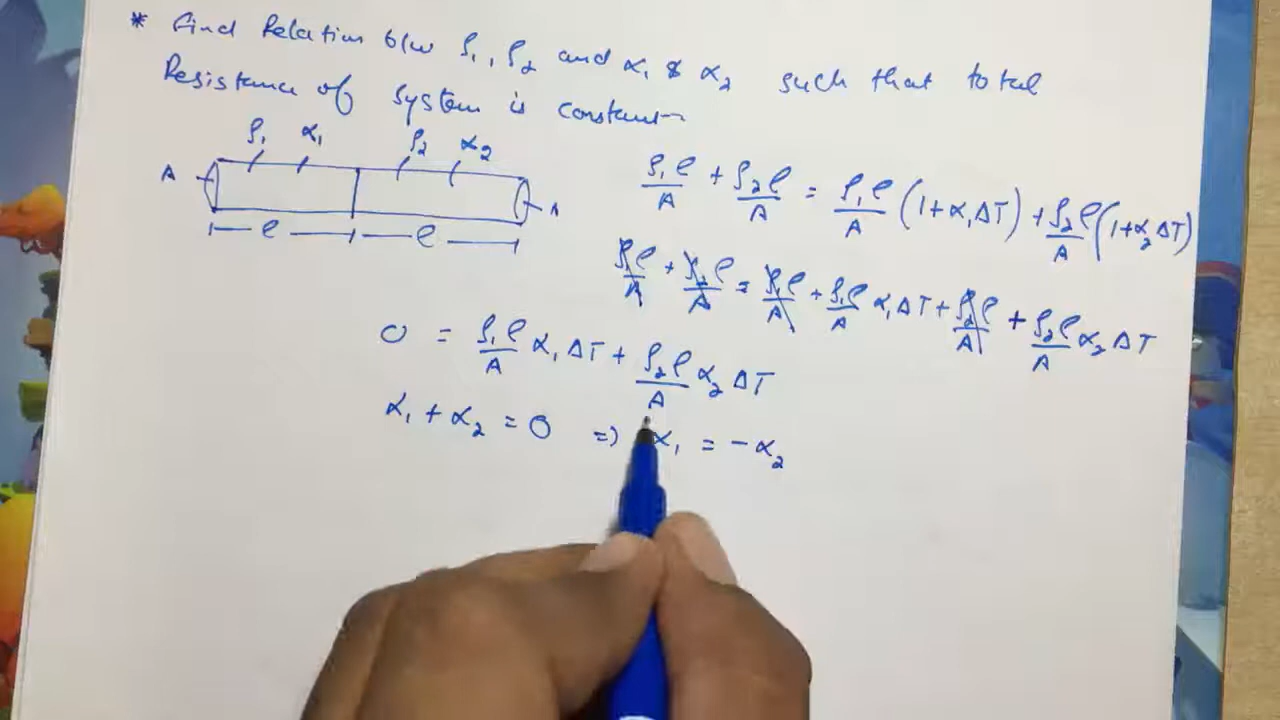 * Find Relation b/w ρ₁, ρ₂ and α₁ & α₂ such that total
Resistance of system is constant
ρ₁ α₁ ρ₂ α₂
A A
ℓ ℓ
ρ₁ℓ/A + ρ₂ℓ/A = ρ₁ℓ/A (1+α₁ΔT) + ρ₂ℓ/A (1+α₂ΔT)
ρ₁ℓ/A + ρ₂ℓ/A = ρ₁ℓ/A + ρ₁ℓ/A α₁ΔT + ρ₂ℓ/A + ρ₂ℓ/A α₂ΔT
0 = ρ₁ℓ/A α₁ΔT + ρ₂ℓ/A α₂ΔT
α₁ + α₂ = 0 ⇒ α₁ = -α₂